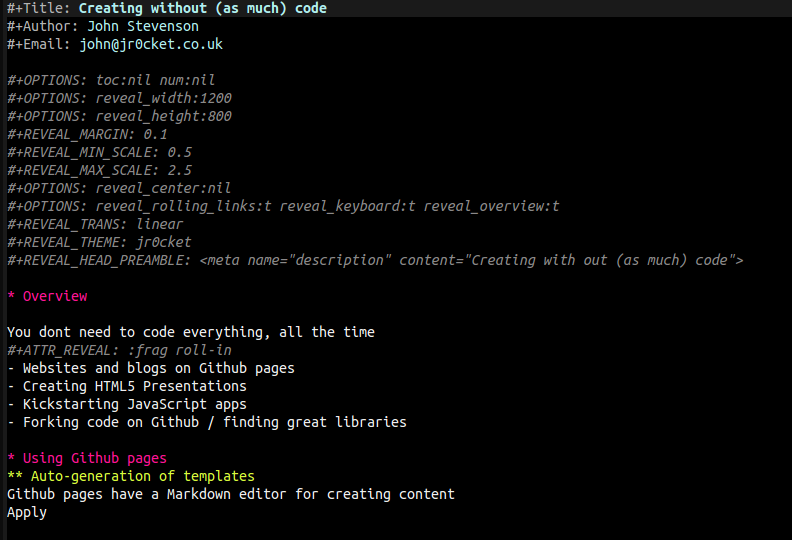 #+Title: Creating without (as much) code
#+Author: John Stevenson
#+Email: john@jr0cket.co.uk
#+OPTIONS: toc:nil num:nil
#+OPTIONS: reveal_width:1200
#+OPTIONS: reveal_height:800
#+REVEAL_MARGIN: 0.1
#+REVEAL_MIN_SCALE: 0.5
#+REVEAL_MAX_SCALE: 2.5
#+OPTIONS: reveal_center:nil
#+OPTIONS: reveal_rolling_links:t reveal_keyboard:t reveal_overview:t
#+REVEAL_TRANS: linear
#+REVEAL_THEME: jr0cket
#+REVEAL_HEAD_PREAMBLE: <meta name="description" content="Creating with out (as much) code">
* Overview
You dont need to code everything, all the time
#+ATTR_REVEAL: :frag roll-in
- Websites and blogs on Github pages
- Creating HTML5 Presentations
- Kickstarting JavaScript apps
- Forking code on Github / finding great libraries
* Using Github pages
** Auto-generation of templates
Github pages have a Markdown editor for creating content
Apply